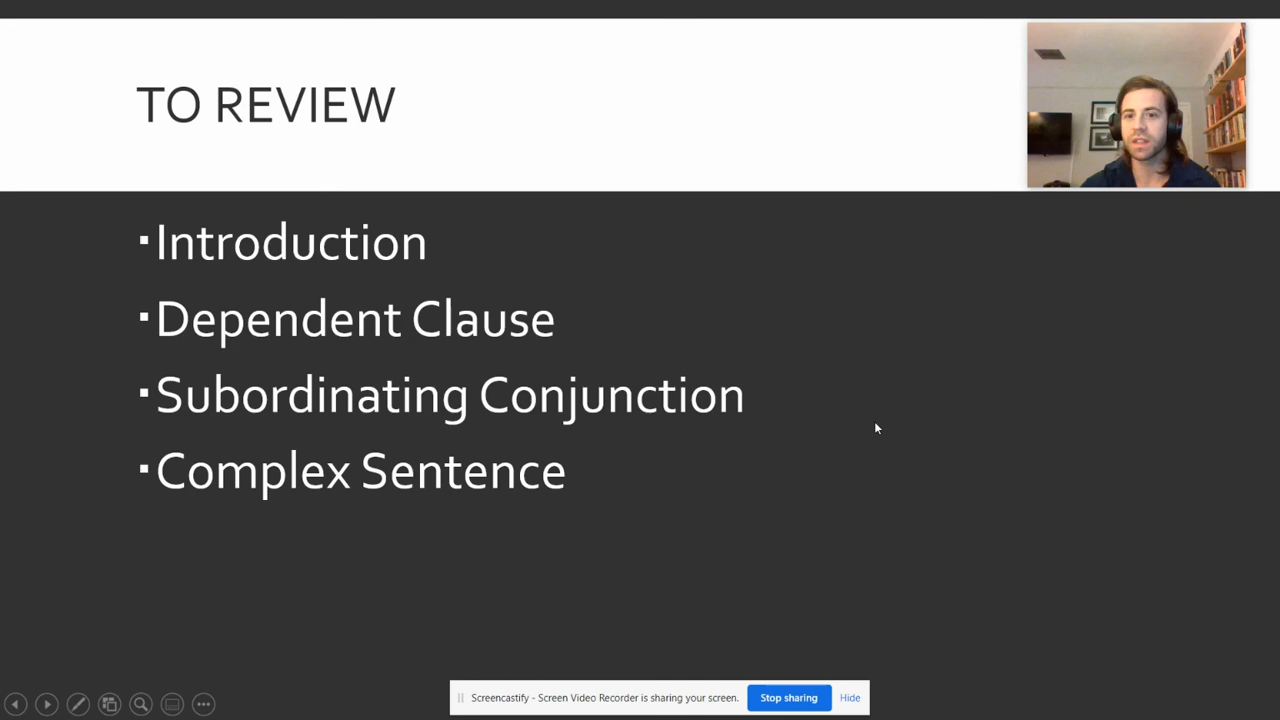 TO REVIEW
Introduction
Dependent Clause
Subordinating Conjunction
Complex Sentence
Screencastify - Screen Video Recorder is sharing your screen. Stop sharing Hide